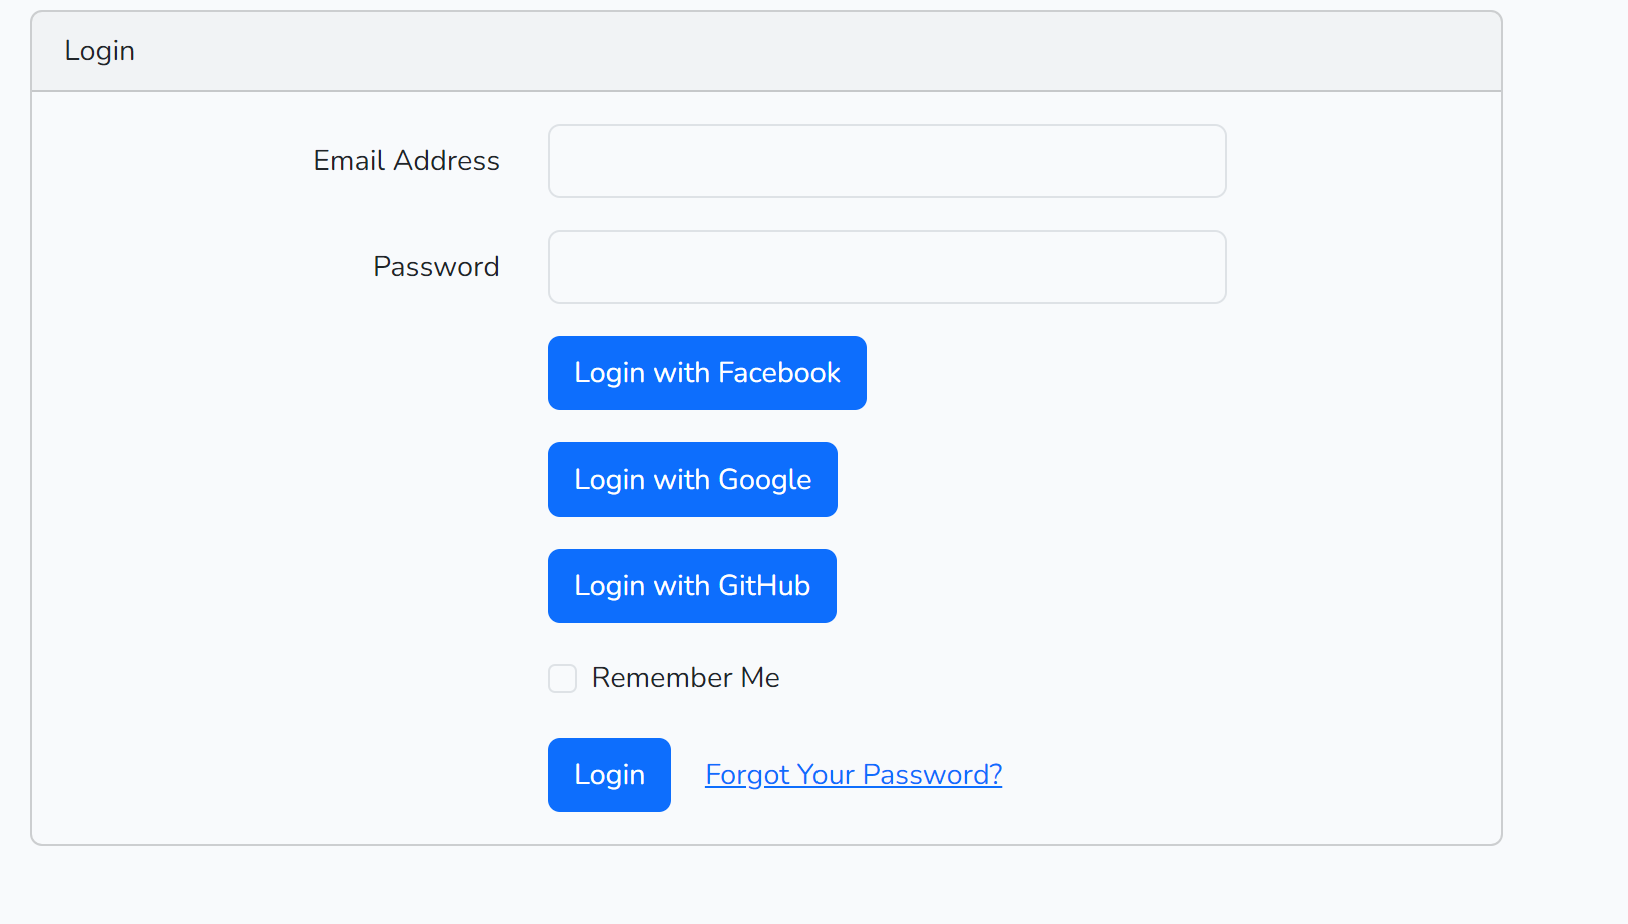 Login
Email Address
Password
Login with Facebook
Login with Google
Login with GitHub
Remember Me
Login Forgot Your Password?